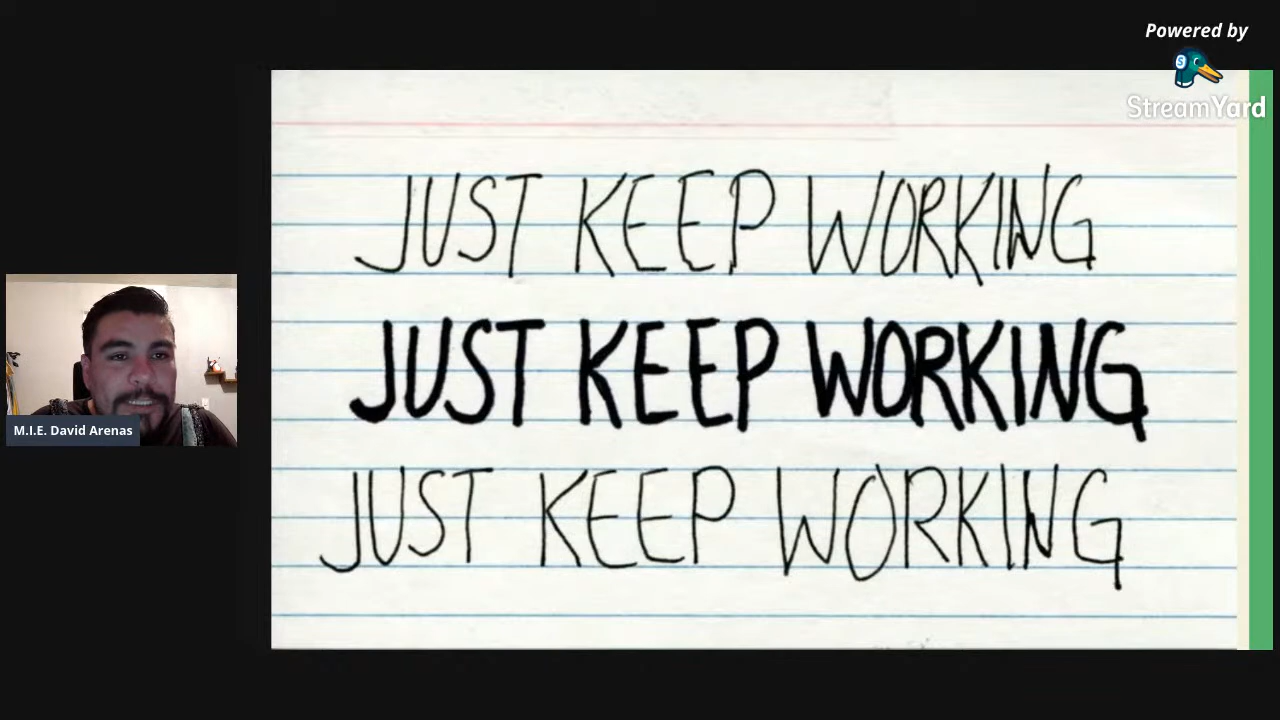 Powered by
StreamYard
JUST KEEP WORKING
JUST KEEP WORKING
JUST KEEP WORKING
M.I.E. David Arenas